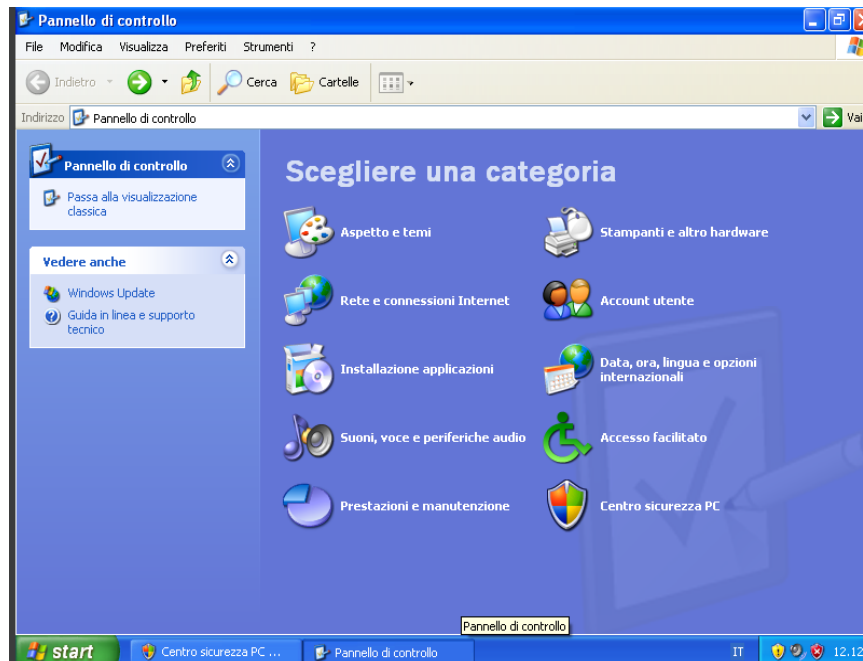 Pannello di controllo
File Modifica Visualizza Preferiti Strumenti ?
Indietro Cerca Cartelle
Indirizzo Pannello di controllo Vai
Pannello di controllo
Passa alla visualizzazione
classica
Vedere anche
Windows Update
Guida in linea e supporto
tecnico
Scegliere una categoria
Aspetto e temi
Stampanti e altro hardware
Rete e connessioni Internet
Account utente
Installazione applicazioni
Data, ora, lingua e opzioni
internazionali
Suoni, voce e periferiche audio
Accesso facilitato
Prestazioni e manutenzione
Centro sicurezza PC
Pannello di controllo
start Centro sicurezza PC ... Pannello di controllo IT 12.12